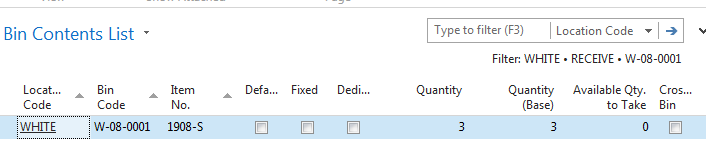 Bin Contents List
Type to filter (F3) Location Code
Filter: WHITE • RECEIVE • W-08-0001
Locat... Code Bin Code Item No. Defa... Fixed Dedi... Quantity Quantity (Base) Available Qty. to Take Cros... Bin
WHITE W-08-0001 1908-S 3 3 0